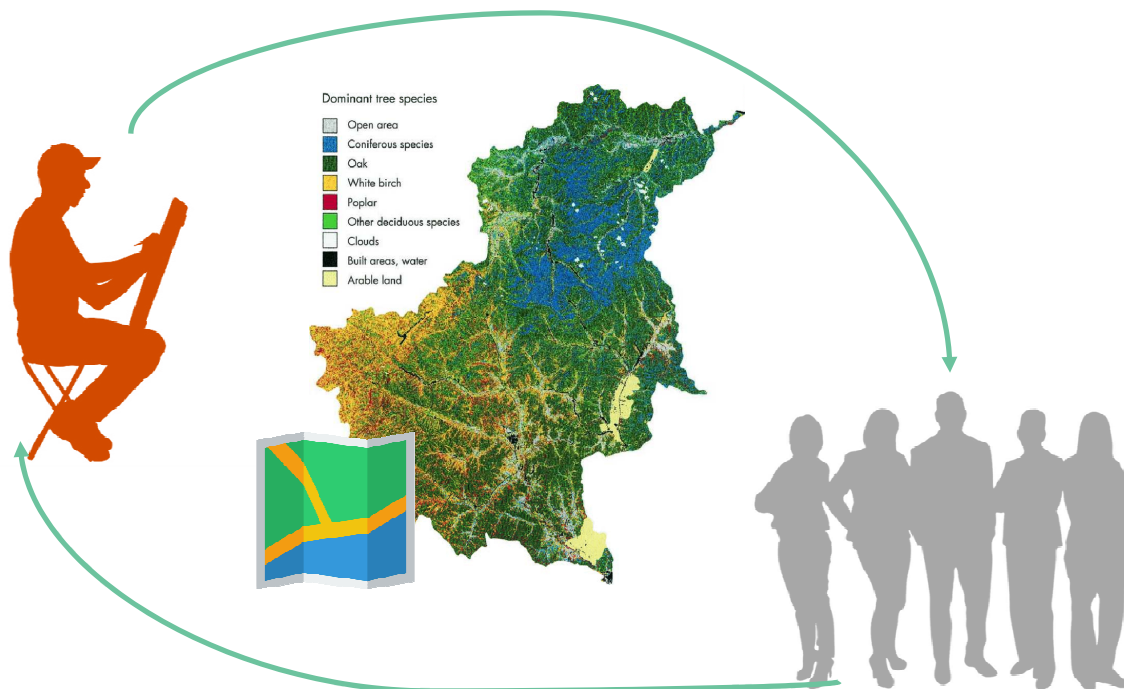 Dominant tree species
Open area
Coniferous species
Oak
White birch
Poplar
Other deciduous species
Clouds
Built areas, water
Arable land